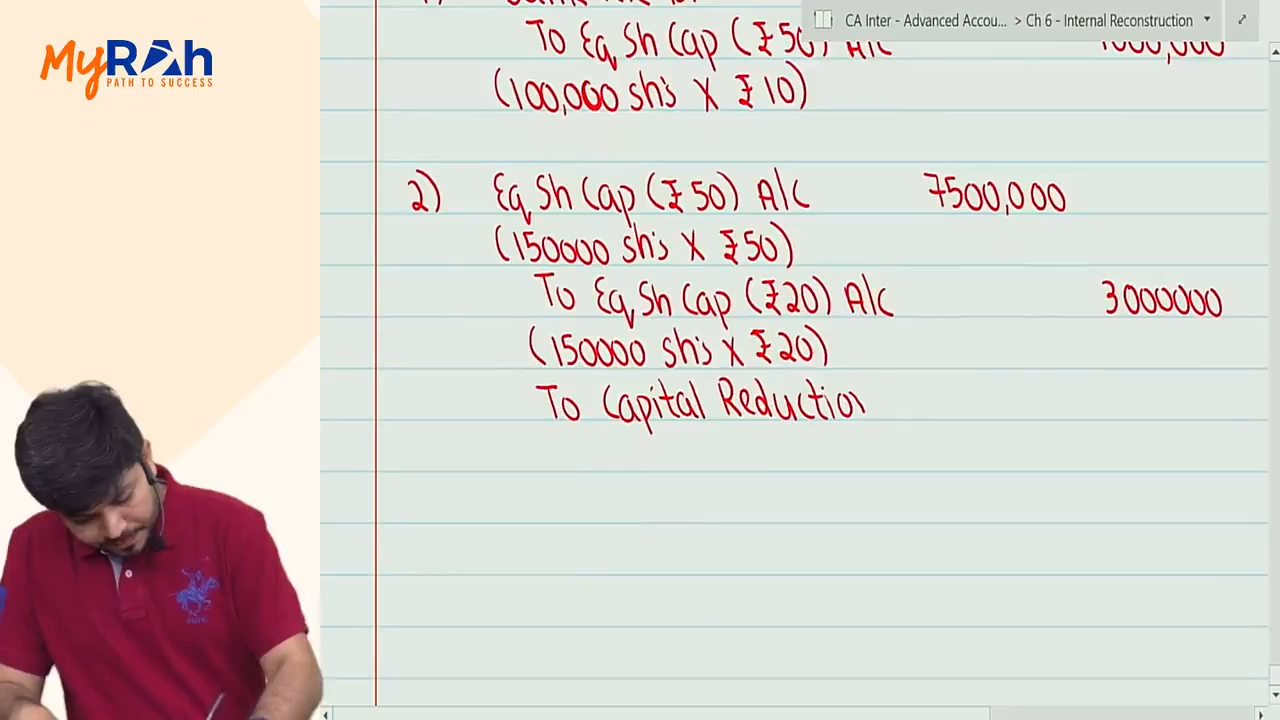 MyRAh
PATH TO SUCCESS
CA Inter - Advanced Accou... > Ch 6 - Internal Reconstruction
To Eq Sh Cap (₹50) A/c 1000,000
(100,000 sh's X ₹10)
2) Eq Sh Cap (₹50) A/c 7500,000
(150000 sh's X ₹50)
To Eq Sh Cap (₹20) A/c 3000000
(150000 sh's X ₹20)
To Capital Reduction